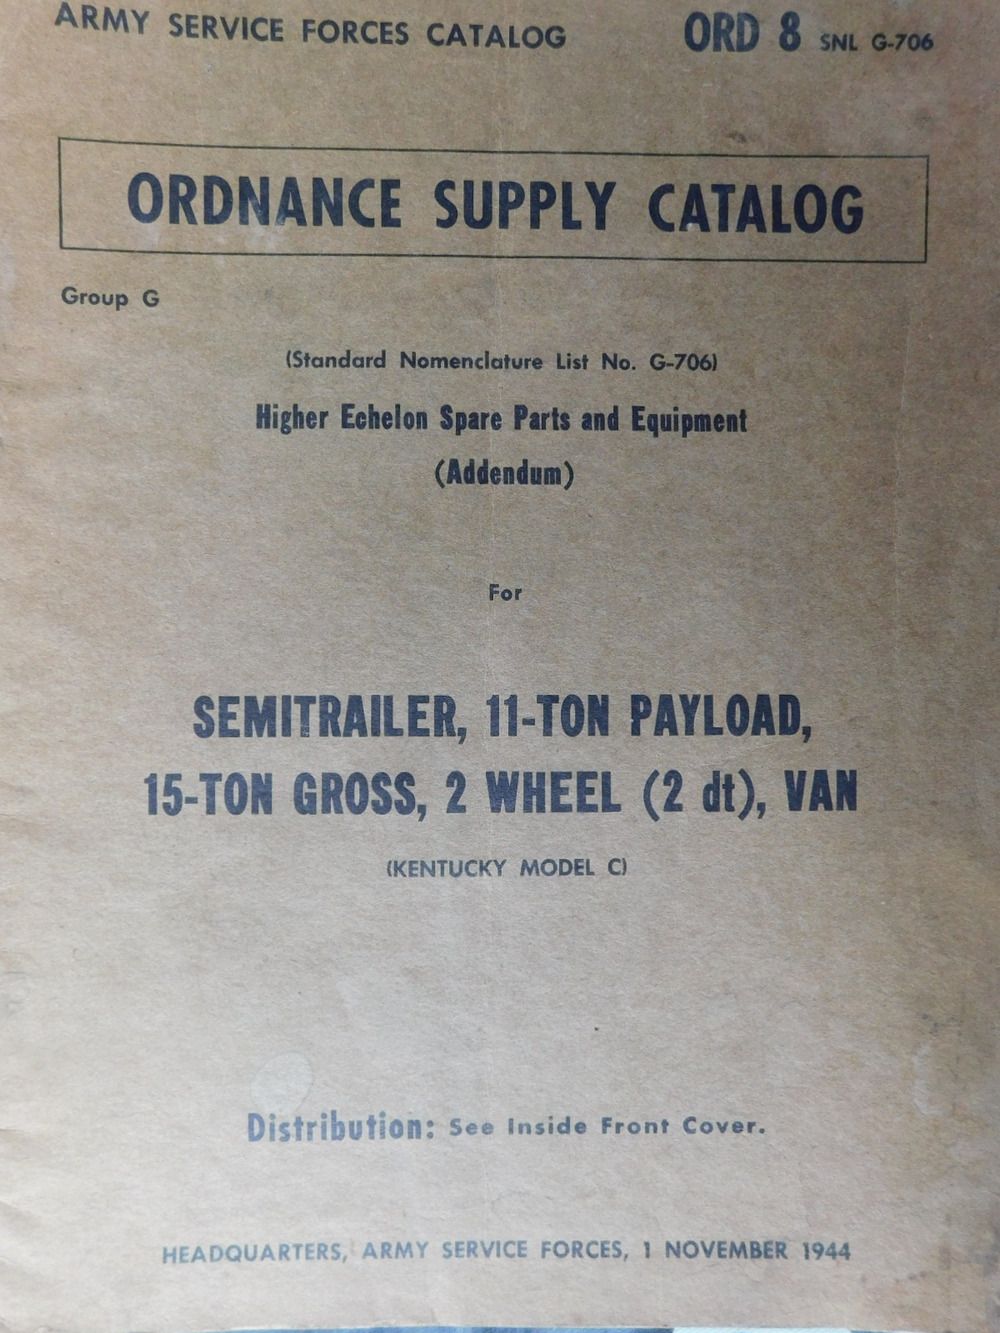 ARMY SERVICE FORCES CATALOG ORD 8 SNL G-706
ORDNANCE SUPPLY CATALOG
Group G
(Standard Nomenclature List No. G-706)
Higher Echelon Spare Parts and Equipment
(Addendum)
For
SEMITRAILER, 11-TON PAYLOAD,
15-TON GROSS, 2 WHEEL (2 dt), VAN
(KENTUCKY MODEL C)
Distribution: See Inside Front Cover.
HEADQUARTERS, ARMY SERVICE FORCES, 1 NOVEMBER 1944